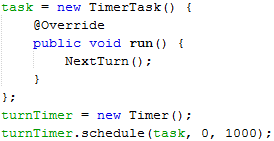 task = new TimerTask() {
    @Override
    public void run() {
        NextTurn();
    }
};
turnTimer = new Timer();
turnTimer.schedule(task, 0, 1000);